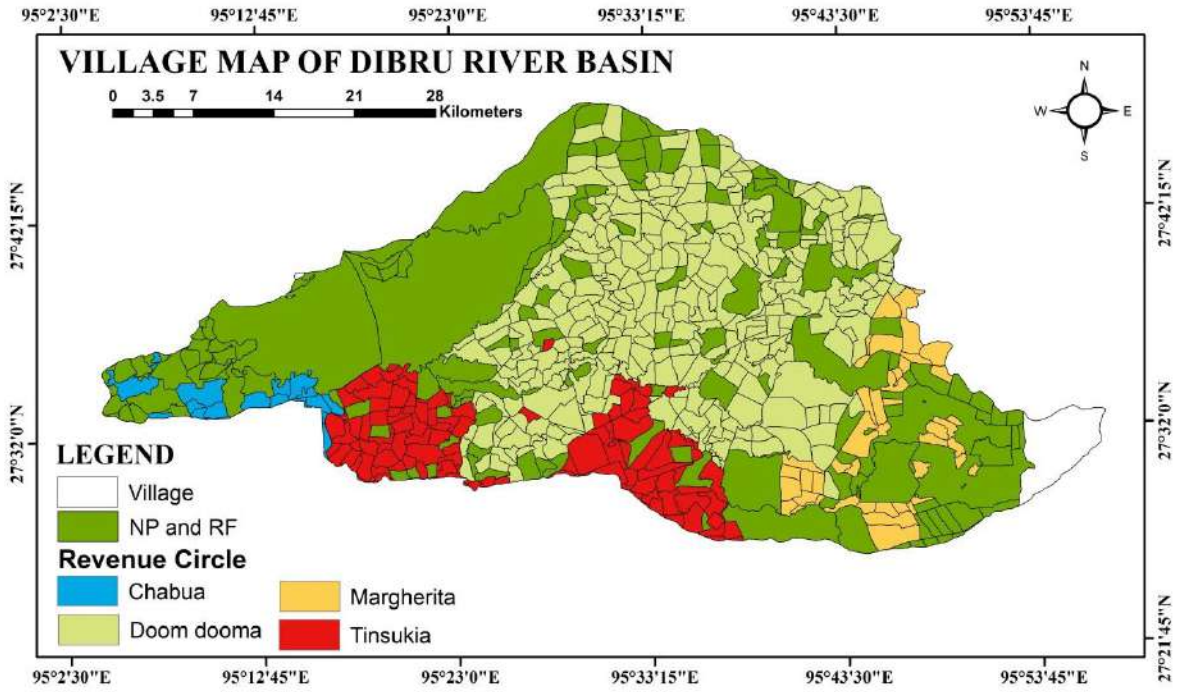 95°2'30"E 95°12'45"E 95°23'0"E 95°33'15"E 95°43'30"E 95°53'45"E
VILLAGE MAP OF DIBRU RIVER BASIN
0 3.5 7 14 21 28
Kilometers
N
W E
S
27°42'15"N
27°42'15"N
27°32'0"N
27°32'0"N
LEGEND
Village
NP and RF
Revenue Circle
Chabua
Margherita
Doom dooma
Tinsukia
27°21'45"N
95°2'30"E 95°12'45"E 95°23'0"E 95°33'15"E 95°43'30"E 95°53'45"E